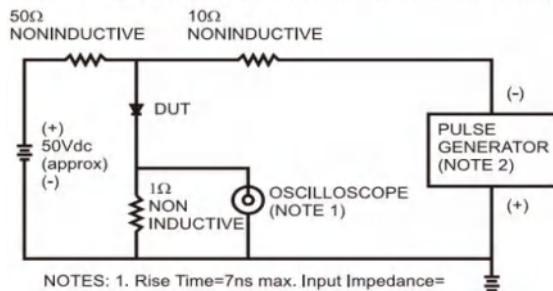 50Ω
NONINDUCTIVE
10Ω
NONINDUCTIVE
(+)
50Vdc
(approx)
(-)
DUT
1Ω
NON
INDUCTIVE
OSCILLOSCOPE
(NOTE 1)
(-)
PULSE
GENERATOR
(NOTE 2)
(+)
NOTES: 1. Rise Time=7ns max. Input Impedance=